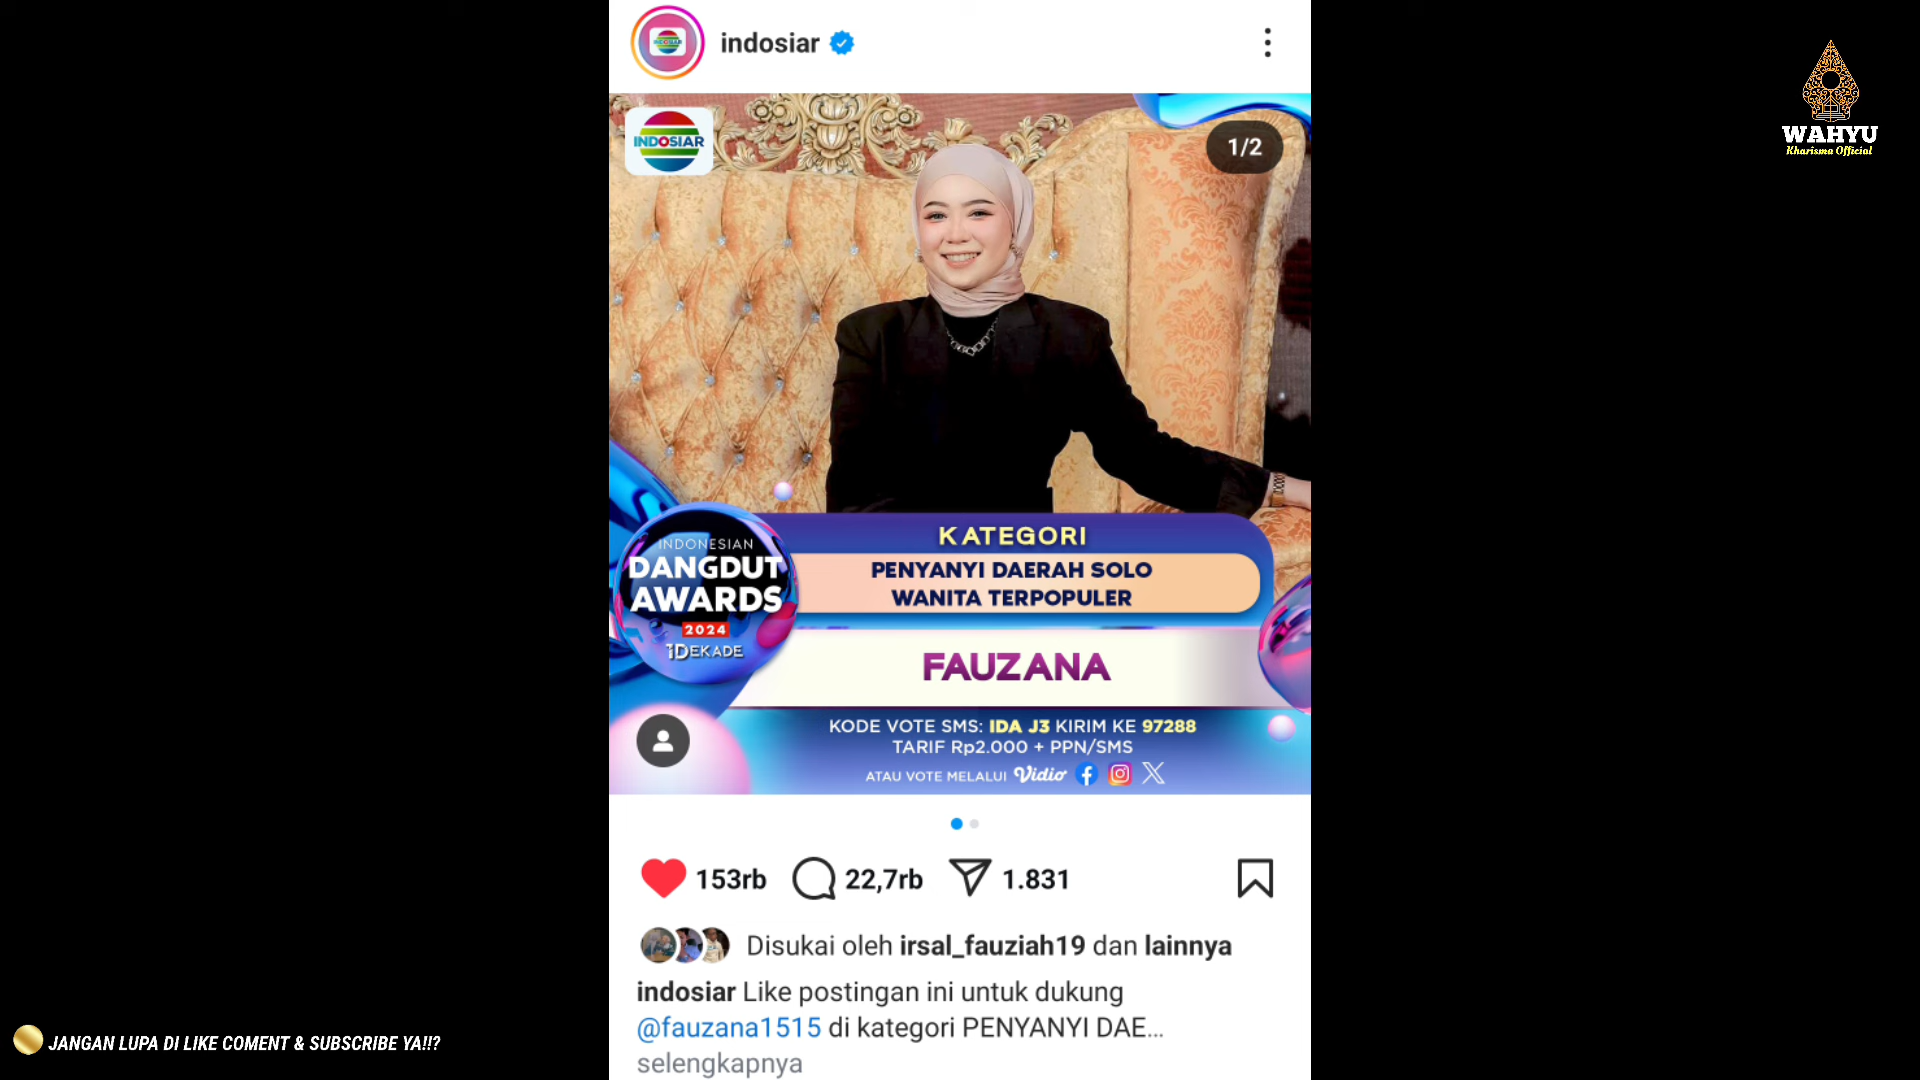 indosiar
INDOSIAR
1/2
WAHYU
Kharisma Official
KATEGORI
PENYANYI DAERAH SOLO
WANITA TERPOPULER
INDONESIAN
DANGDUT
AWARDS
2024
1DEKADE
FAUZANA
KODE VOTE SMS: IDA J3 KIRIM KE 97288
TARIF Rp2.000 + PPN/SMS
ATAU VOTE MELALUI Vidio
153rb 22,7rb 1.831
Disukai oleh irsal_fauziah19 dan lainnya
indosiar Like postingan ini untuk dukung
@fauzana1515 di kategori PENYANYI DAE...
selengkapnya
JANGAN LUPA DI LIKE COMENT & SUBSCRIBE YA!!?